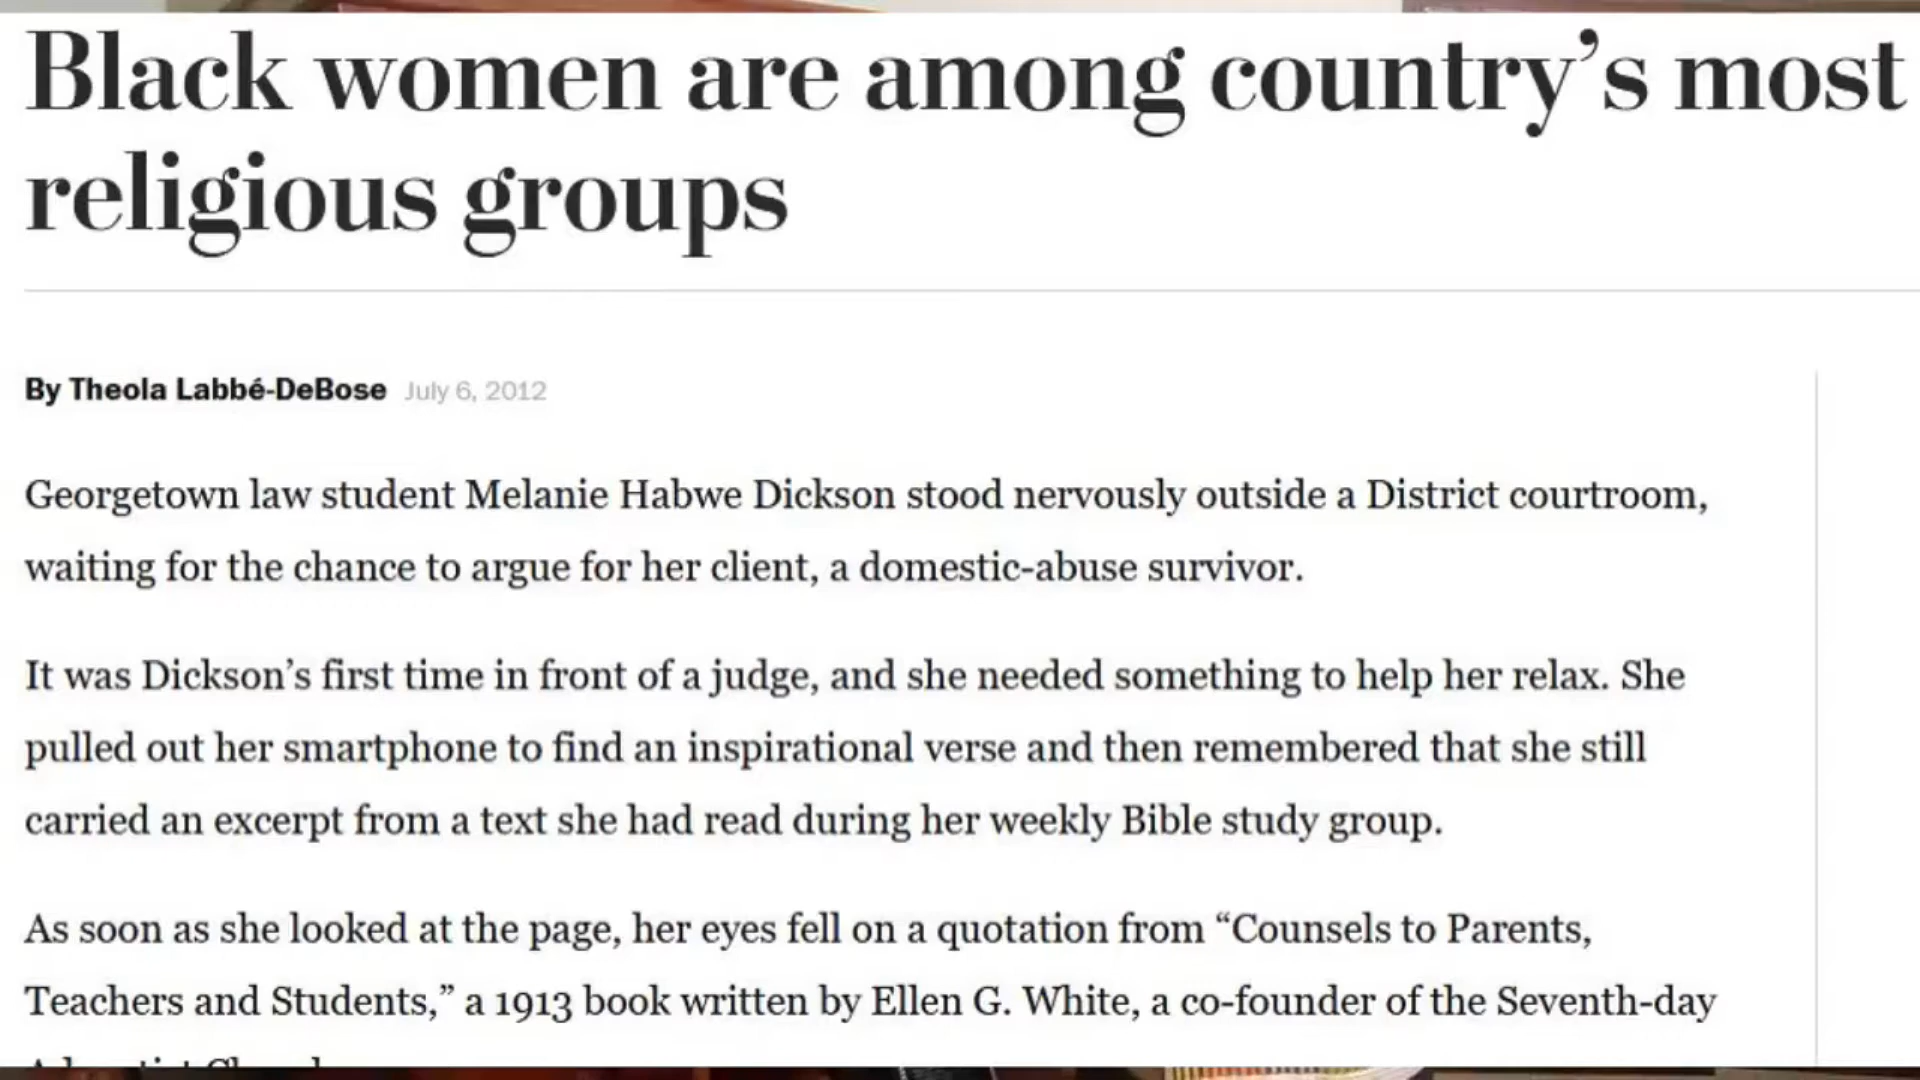 Black women are among country’s most
religious groups
By Theola Labbé-DeBose July 6, 2012
Georgetown law student Melanie Habwe Dickson stood nervously outside a District courtroom,
waiting for the chance to argue for her client, a domestic-abuse survivor.
It was Dickson’s first time in front of a judge, and she needed something to help her relax. She
pulled out her smartphone to find an inspirational verse and then remembered that she still
carried an excerpt from a text she had read during her weekly Bible study group.
As soon as she looked at the page, her eyes fell on a quotation from “Counsels to Parents,
Teachers and Students,” a 1913 book written by Ellen G. White, a co-founder of the Seventh-day